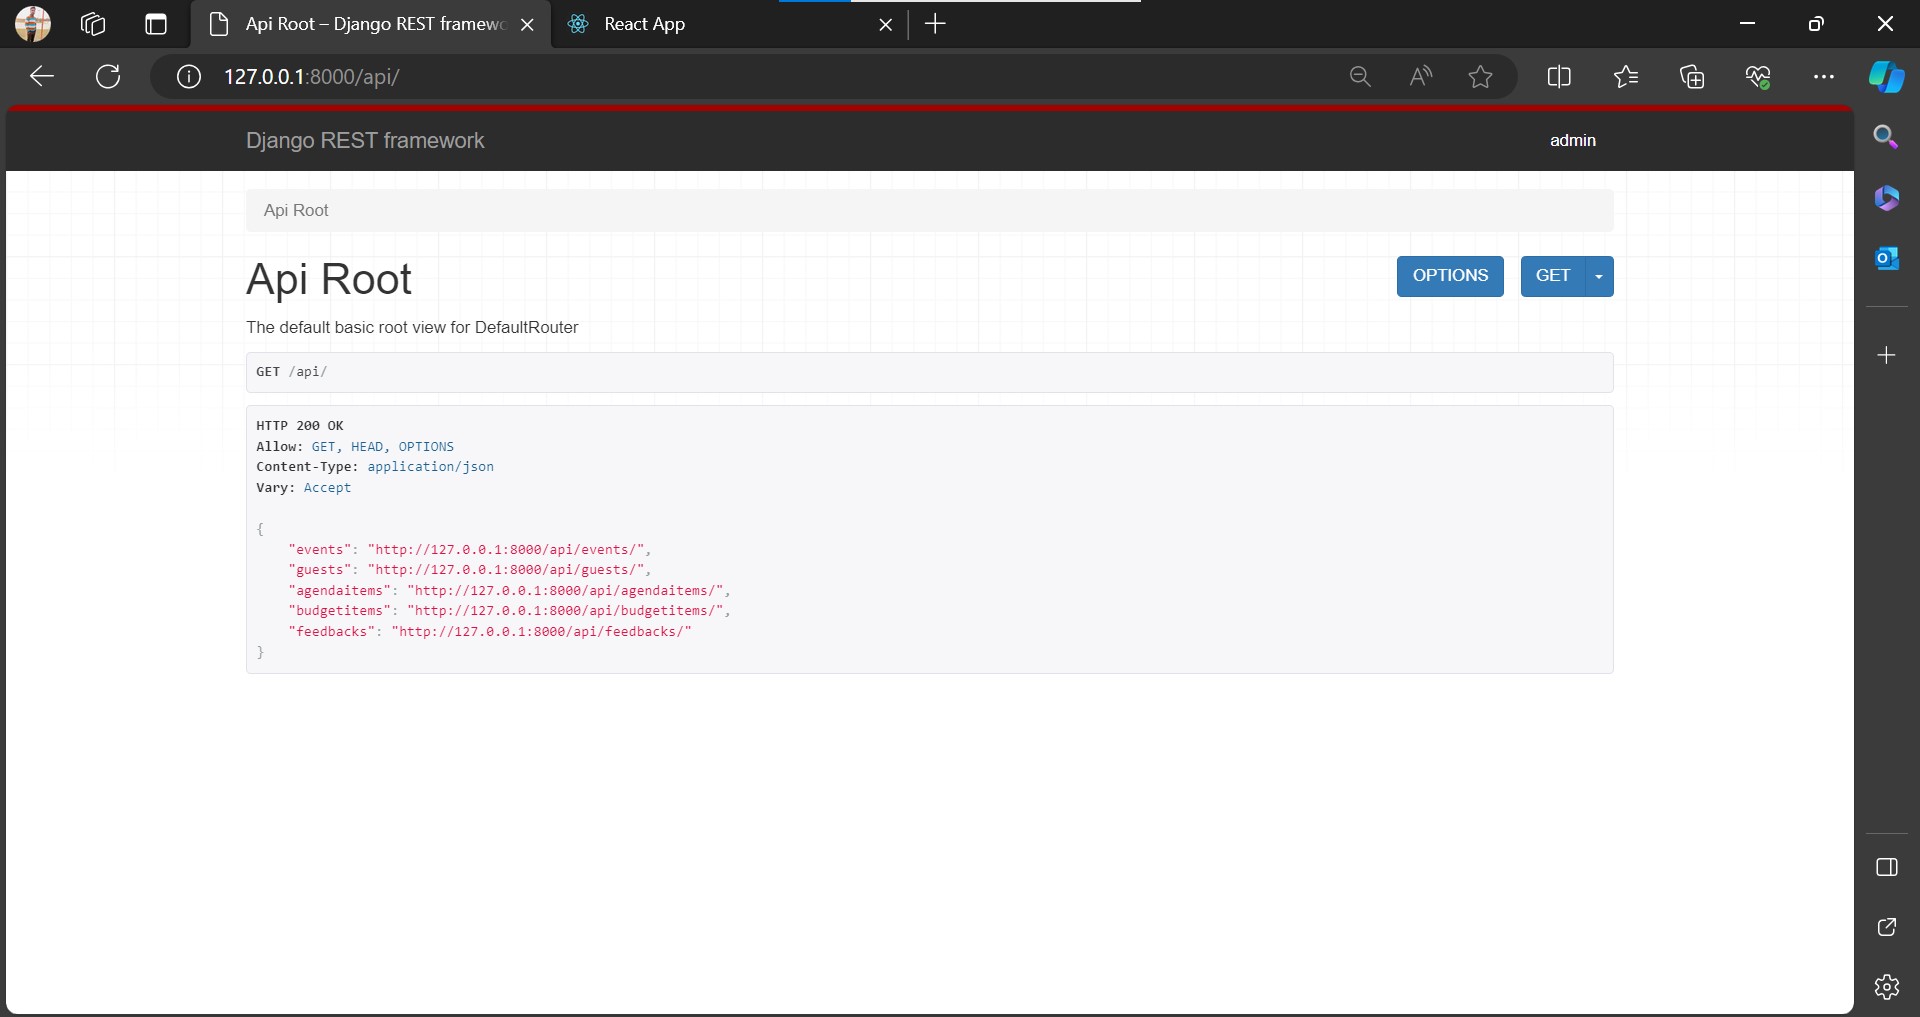 Api Root – Django REST framewo
React App
127.0.0.1:8000/api/
Django REST framework
admin
Api Root
Api Root
OPTIONS
GET
The default basic root view for DefaultRouter
GET /api/
HTTP 200 OK
Allow: GET, HEAD, OPTIONS
Content-Type: application/json
Vary: Accept
{
    "events": "http://127.0.0.1:8000/api/events/",
    "guests": "http://127.0.0.1:8000/api/guests/",
    "agendaitems": "http://127.0.0.1:8000/api/agendaitems/",
    "budgetitems": "http://127.0.0.1:8000/api/budgetitems/",
    "feedbacks": "http://127.0.0.1:8000/api/feedbacks/"
}